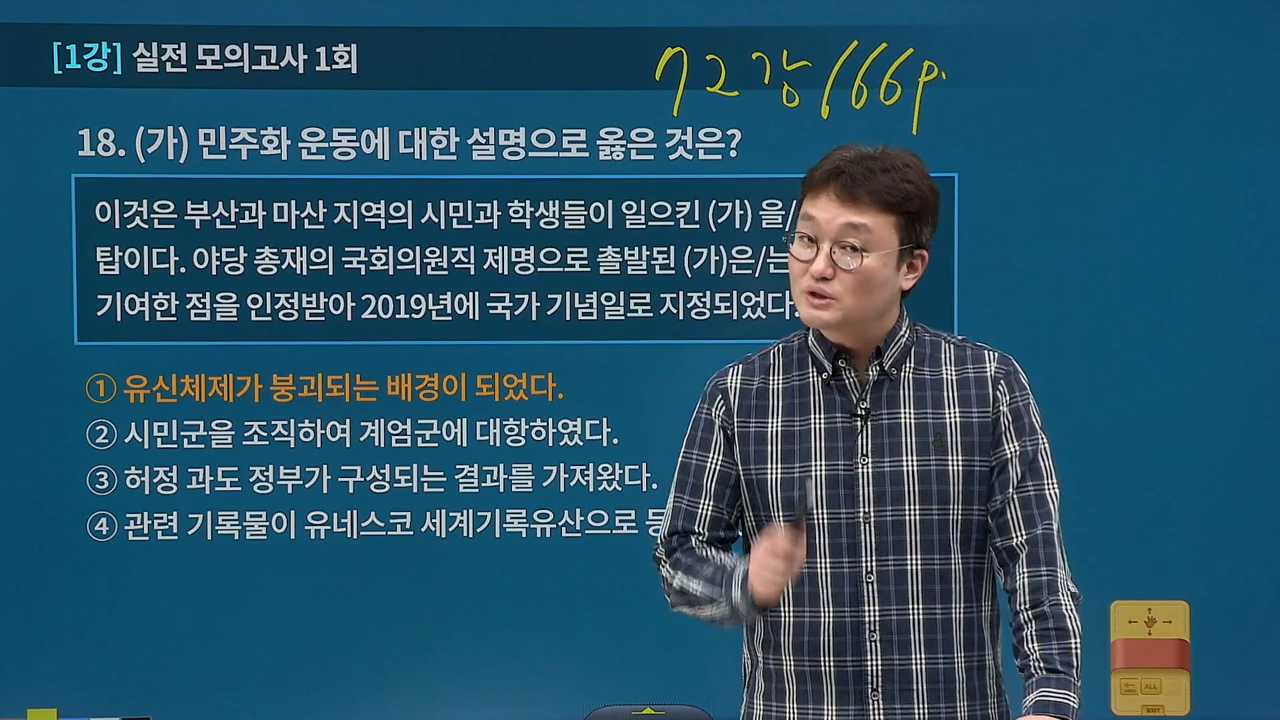 [1강] 실전 모의고사 1회
72강 666p.
18. (가) 민주화 운동에 대한 설명으로 옳은 것은?
이것은 부산과 마산 지역의 시민과 학생들이 일으킨 (가) 을/
탑이다. 야당 총재의 국회의원직 제명으로 촐발된 (가)은/는
기여한 점을 인정받아 2019년에 국가 기념일로 지정되었다.
① 유신체제가 붕괴되는 배경이 되었다.
② 시민군을 조직하여 계엄군에 대항하였다.
③ 허정 과도 정부가 구성되는 결과를 가져왔다.
④ 관련 기록물이 유네스코 세계기록유산으로
ALL
EXIT